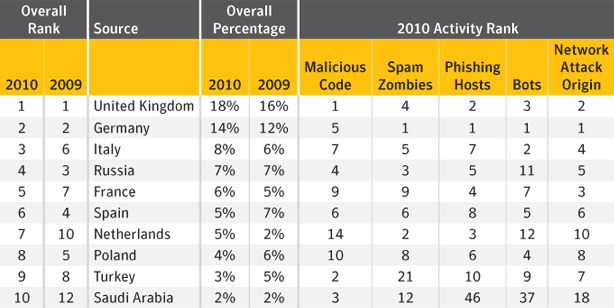 Overall Rank Source Overall Percentage 2010 Activity Rank
2010 2009 2010 2009 Malicious Code Spam Zombies Phishing Hosts Bots Network Attack Origin
1 1 United Kingdom 18% 16% 1 4 2 3 2
2 2 Germany 14% 12% 5 1 1 1 1
3 6 Italy 8% 6% 7 5 7 2 4
4 3 Russia 7% 7% 4 3 5 11 5
5 7 France 6% 5% 9 9 4 7 3
6 4 Spain 5% 7% 6 6 8 5 6
7 10 Netherlands 5% 2% 14 2 3 12 10
8 5 Poland 4% 6% 10 8 6 4 8
9 8 Turkey 3% 5% 2 21 10 9 7
10 12 Saudi Arabia 2% 2% 3 12 46 37 18